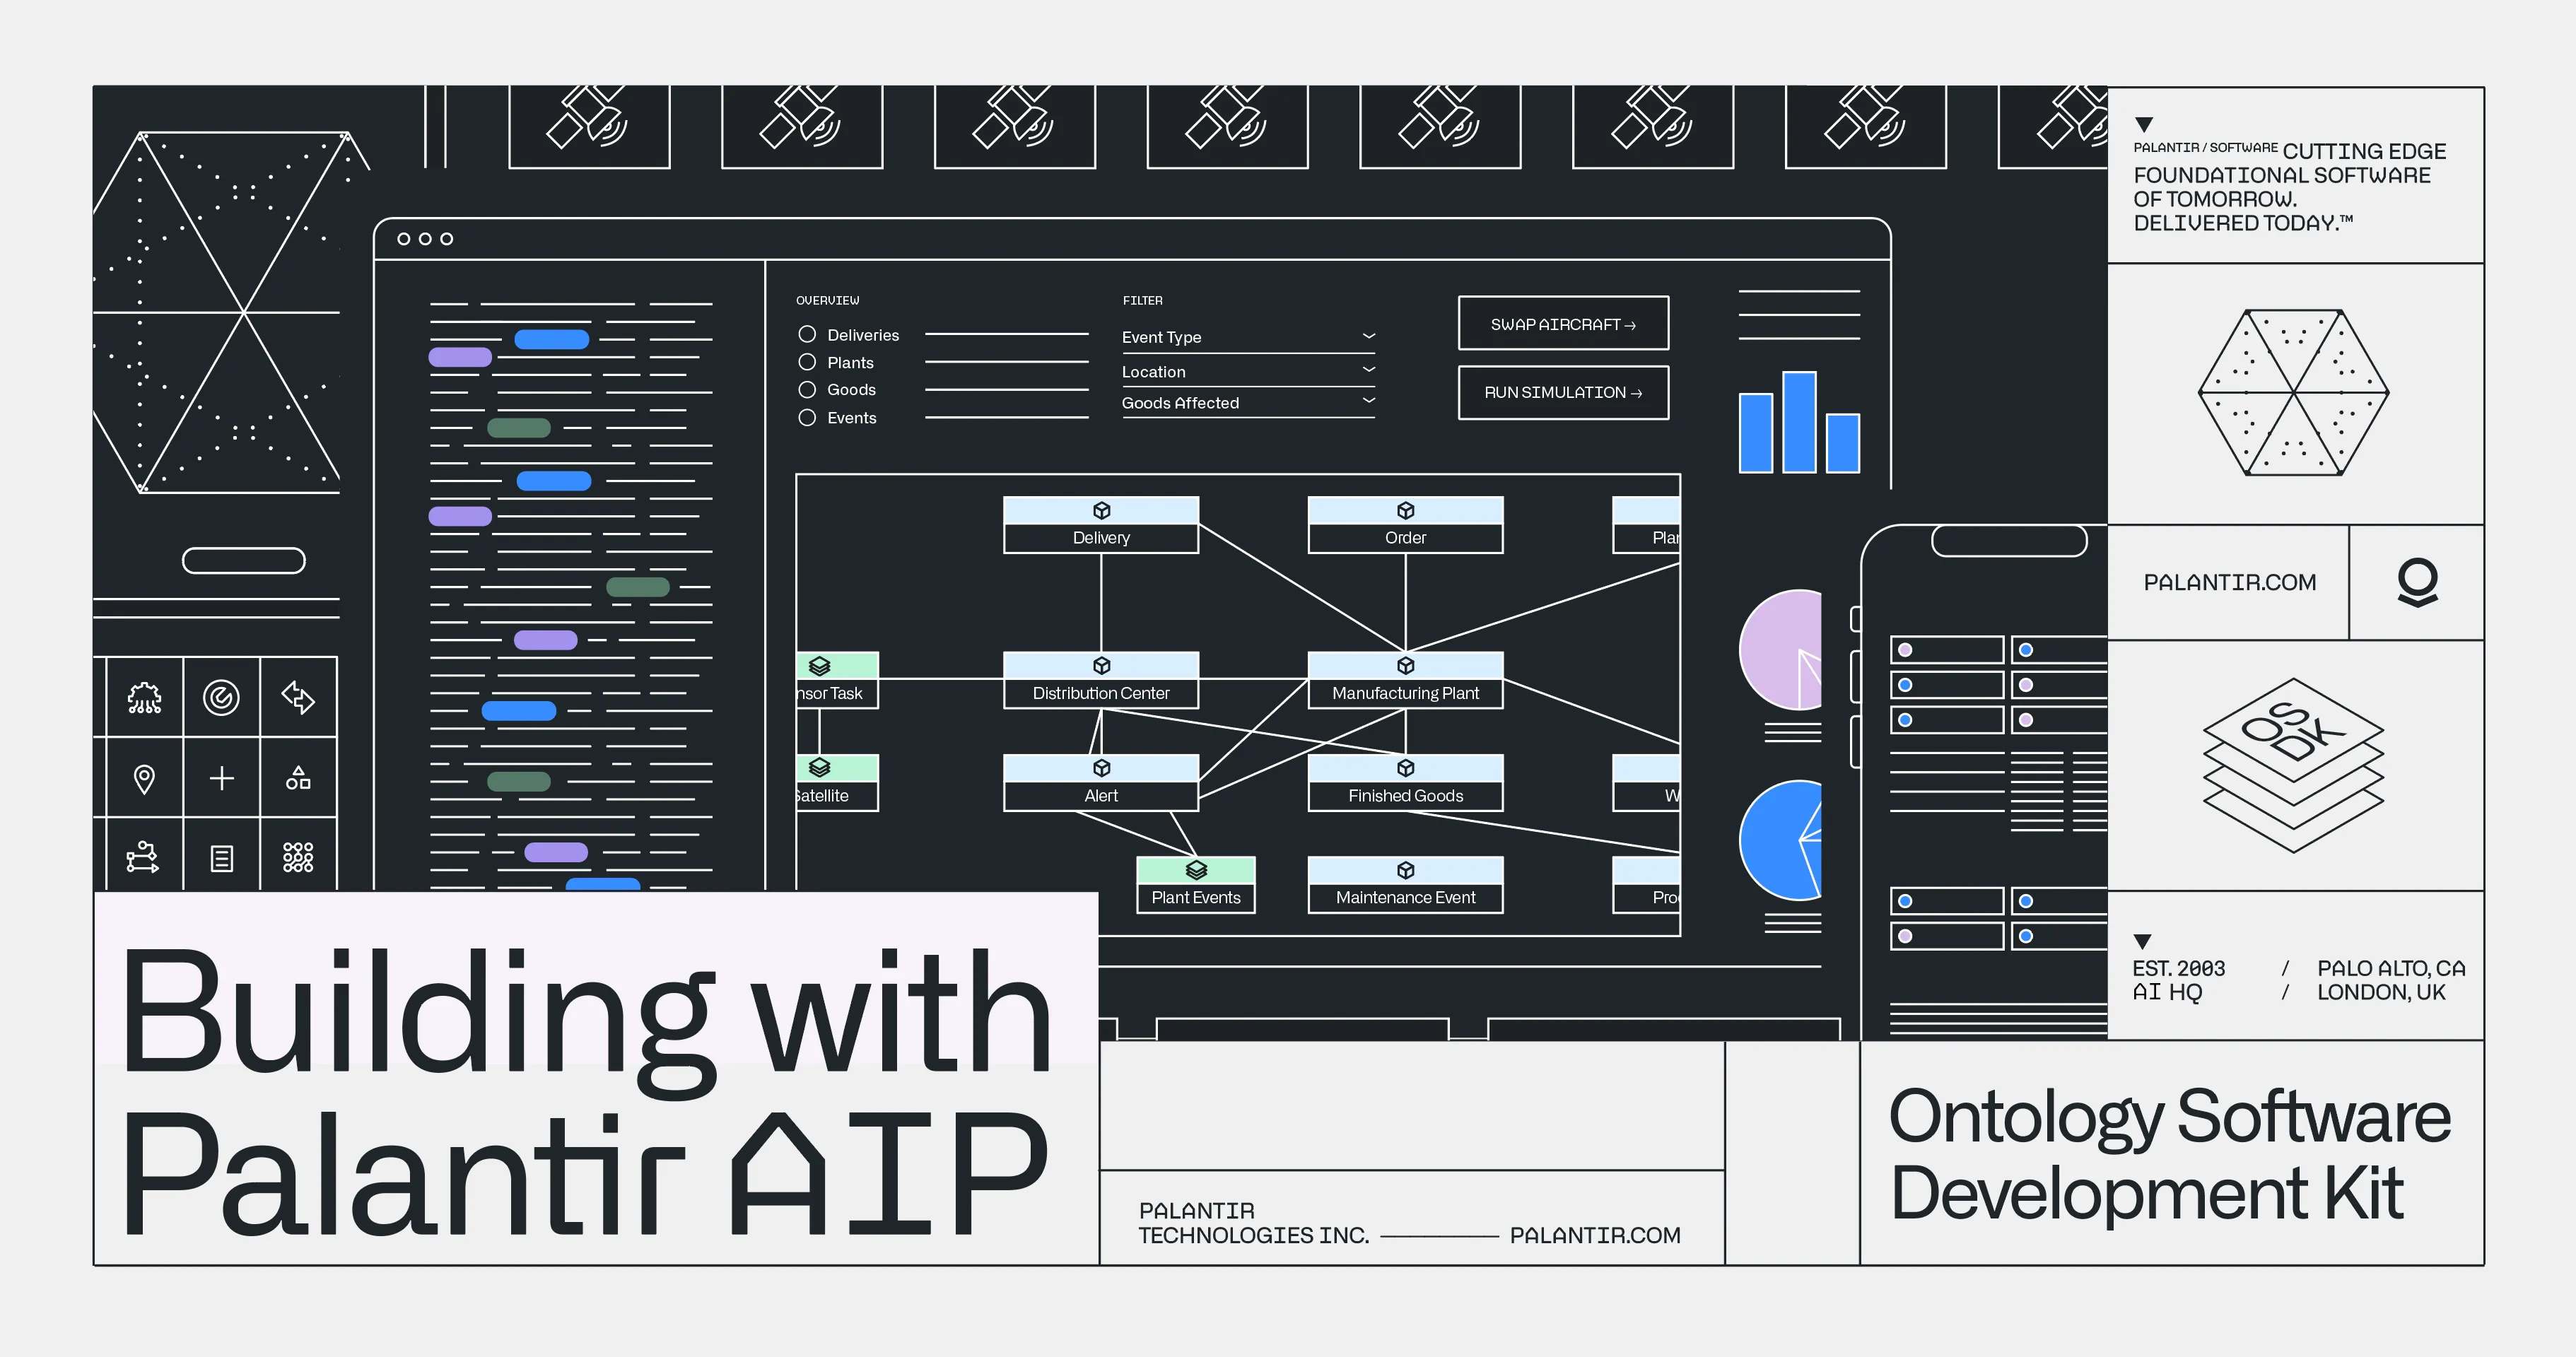 PALANTIR / SOFTWARE CUTTING EDGE
FOUNDATIONAL SOFTWARE
OF TOMORROW.
DELIVERED TODAY.™
OVERVIEW
Deliveries
Plants
Goods
Events
FILTER
Event Type
Location
Goods Affected
SWAP AIRCRAFT →
RUN SIMULATION →
Delivery
Order
Plan
nsor Task
Distribution Center
Manufacturing Plant
Satellite
Alert
Finished Goods
W
Plant Events
Maintenance Event
Pro
PALANTIR.COM
OS
DK
EST. 2003 / PALO ALTO, CA
AI HQ / LONDON, UK
Building with
Palantir AIP
PALANTIR
TECHNOLOGIES INC. PALANTIR.COM
Ontology Software
Development Kit